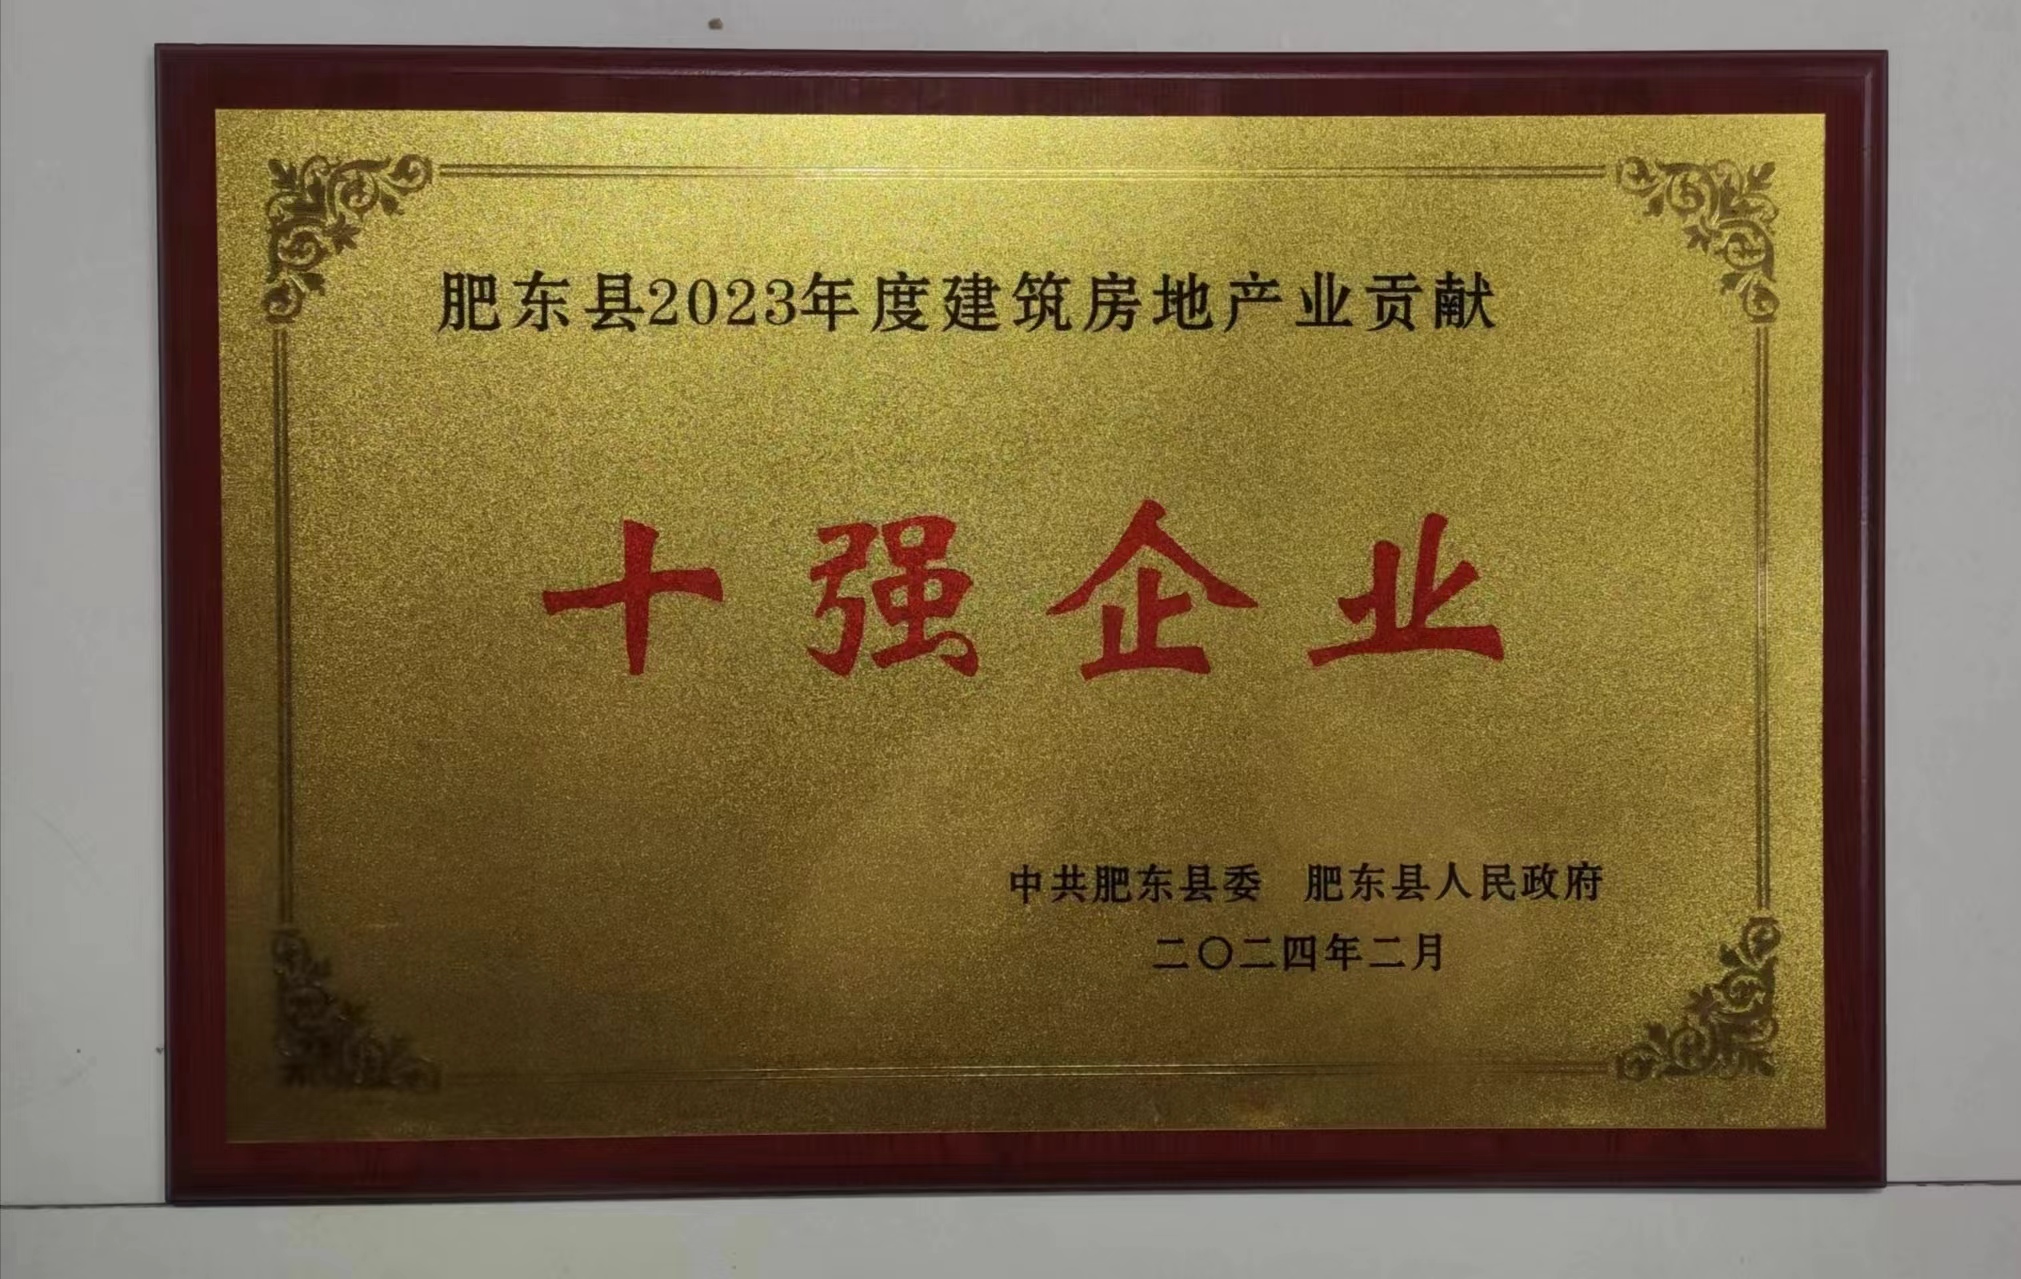 肥东县2023年度建筑房地产业贡献
十强企业
中共肥东县委 肥东县人民政府
二〇二四年二月